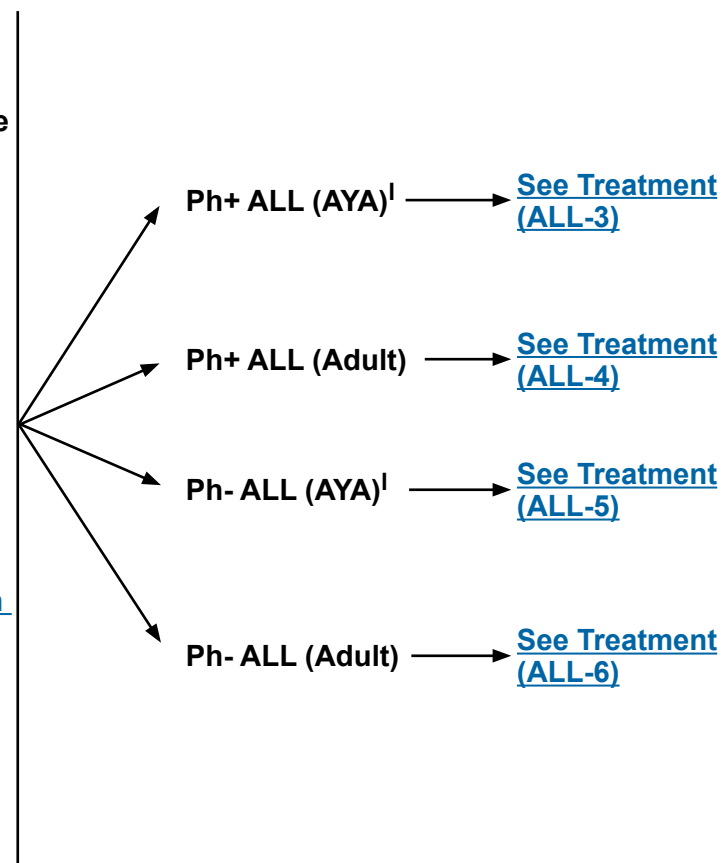 e
Ph+ ALL (AYA)ˡ
See Treatment
(ALL-3)
Ph+ ALL (Adult)
See Treatment
(ALL-4)
Ph- ALL (AYA)ˡ
See Treatment
(ALL-5)
Ph- ALL (Adult)
See Treatment
(ALL-6)